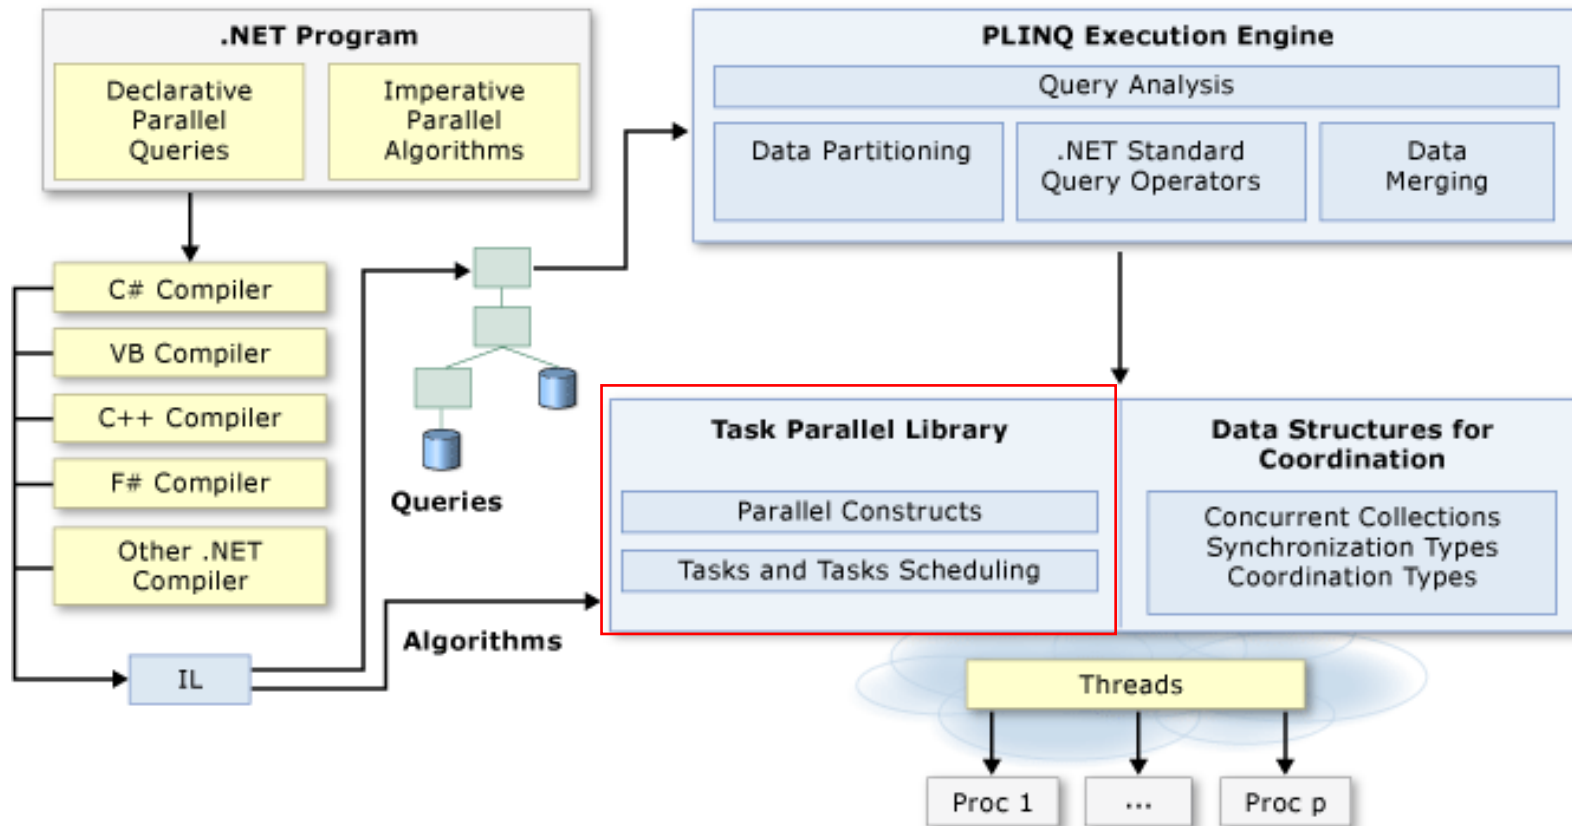 .NET Program
Declarative
Parallel
Queries
Imperative
Parallel
Algorithms
PLINQ Execution Engine
Query Analysis
Data Partitioning
.NET Standard
Query Operators
Data
Merging
C# Compiler
VB Compiler
C++ Compiler
F# Compiler
Other .NET
Compiler
IL
Queries
Algorithms
Task Parallel Library
Parallel Constructs
Tasks and Tasks Scheduling
Data Structures for
Coordination
Concurrent Collections
Synchronization Types
Coordination Types
Threads
Proc 1
...
Proc p